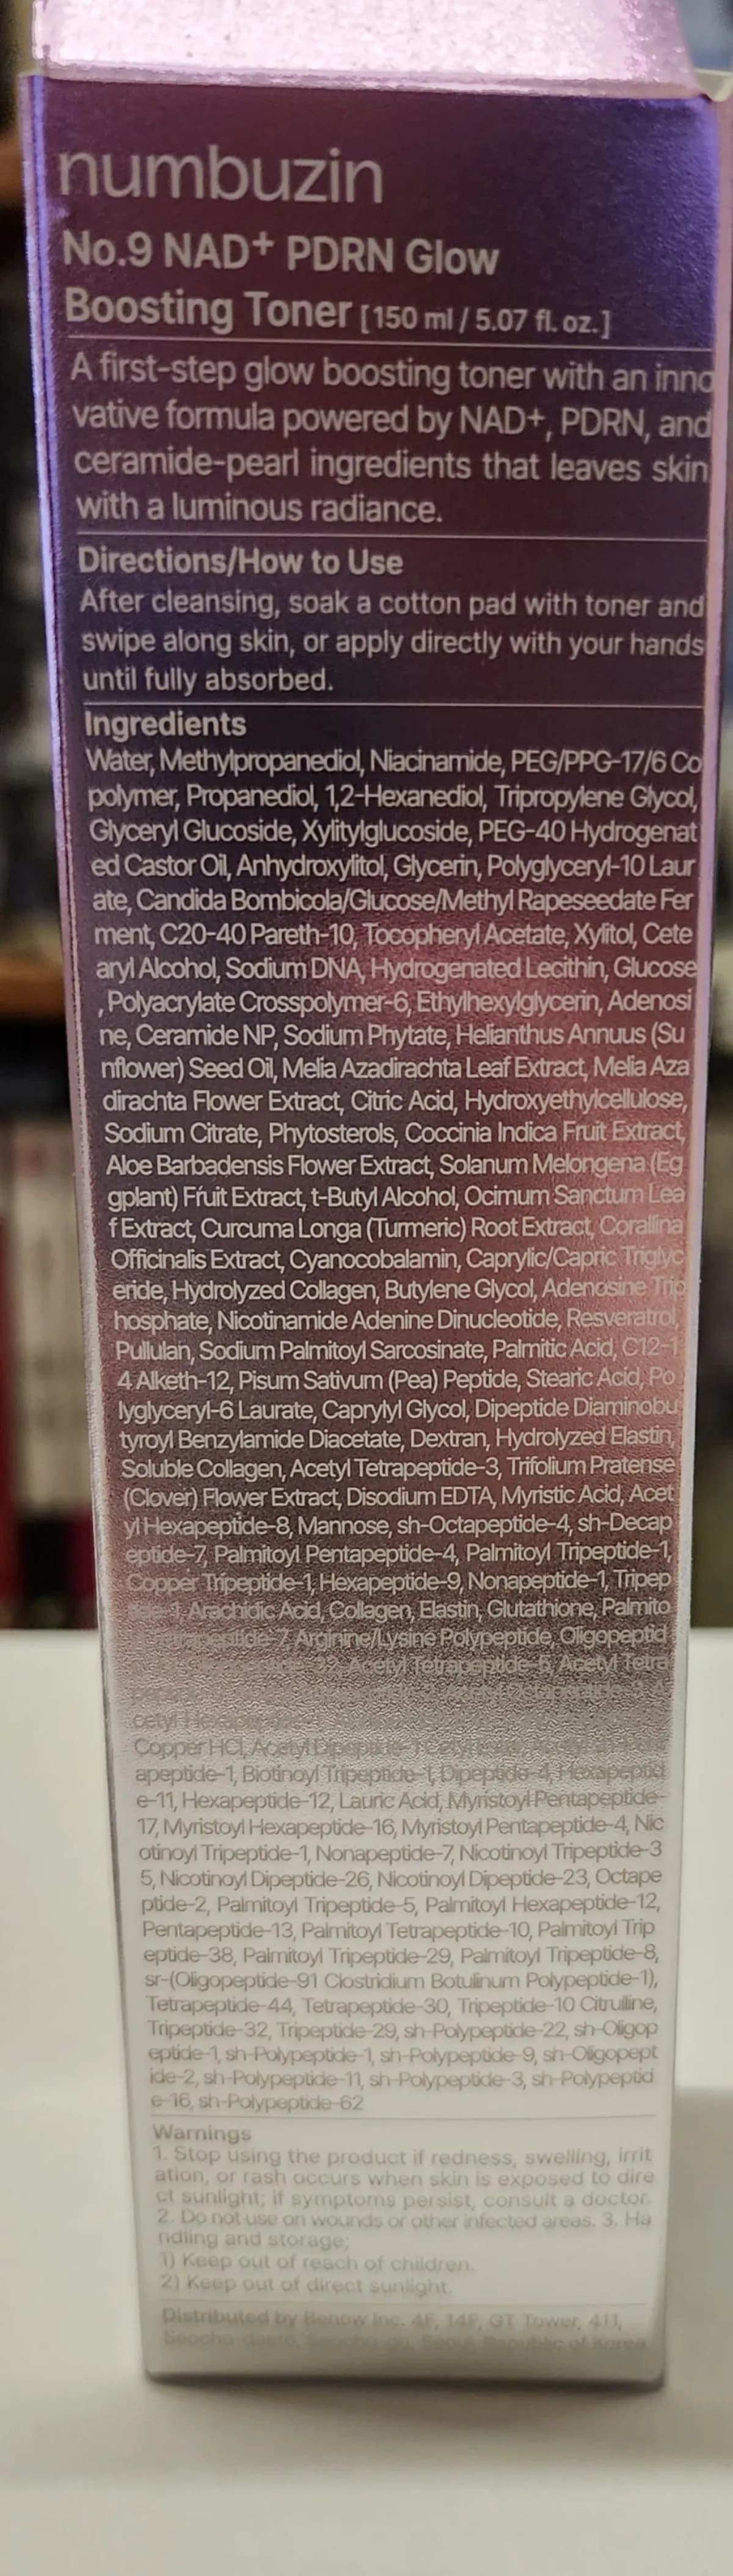 numbuzin
No.9 NAD+ PDRN Glow
Boosting Toner [150 ml / 5.07 fl. oz.]
A first-step glow boosting toner with an inno
vative formula powered by NAD+, PDRN, and
ceramide-pearl ingredients that leaves skin
with a luminous radiance.
Directions/How to Use
After cleansing, soak a cotton pad with toner and
swipe along skin, or apply directly with your hands
until fully absorbed.
Ingredients
Water, Methylpropanediol, Niacinamide, PEG/PPG-17/6 Co
polymer, Propanediol, 1,2-Hexanediol, Tripropylene Glycol,
Glyceryl Glucoside, Xylitylglucoside, PEG-40 Hydrogenat
ed Castor Oil, Anhydroxylitol, Glycerin, Polyglyceryl-10 Laur
ate, Candida Bombicola/Glucose/Methyl Rapeseedate Fer
ment, C20-40 Pareth-10, Tocopheryl Acetate, Xylitol, Cete
aryl Alcohol, Sodium DNA, Hydrogenated Lecithin, Glucose
, Polyacrylate Crosspolymer-6, Ethylhexylglycerin, Adenosi
ne, Ceramide NP, Sodium Phytate, Helianthus Annuus (Su
nflower) Seed Oil, Melia Azadirachta Leaf Extract, Melia Aza
dirachta Flower Extract, Citric Acid, Hydroxyethylcellulose,
Sodium Citrate, Phytosterols, Coccinia Indica Fruit Extract,
Aloe Barbadensis Flower Extract, Solanum Melongena (Eg
gplant) Fruit Extract, t-Butyl Alcohol, Ocimum Sanctum Lea
f Extract, Curcuma Longa (Turmeric) Root Extract, Corallina
Officinalis Extract, Cyanocobalamin, Caprylic/Capric Triglyc
eride, Hydrolyzed Collagen, Butylene Glycol, Adenosine Trip
hosphate, Nicotinamide Adenine Dinucleotide, Resveratrol,
Pullulan, Sodium Palmitoyl Sarcosinate, Palmitic Acid, C12-1
4 Alketh-12, Pisum Sativum (Pea) Peptide, Stearic Acid, Po
lyglyceryl-6 Laurate, Caprylyl Glycol, Dipeptide Diaminobu
tyroyl Benzylamide Diacetate, Dextran, Hydrolyzed Elastin,
Soluble Collagen, Acetyl Tetrapeptide-3, Trifolium Pratense
(Clover) Flower Extract, Disodium EDTA, Myristic Acid, Acet
yl Hexapeptide-8, Mannose, sh-Octapeptide-4, sh-Decap
eptide-7, Palmitoyl Pentapeptide-4, Palmitoyl Tripeptide-1,
Copper Tripeptide-1, Hexapeptide-9, Nonapeptide-1, Tripep
tide-1, Arachidic Acid, Collagen, Elastin, Glutathione, Palmito
Arginine/Lysine Polypeptide, Oligopeptid
Acetyl Tetrapeptide-5, Acetyl Tetra
cetyl
Copper HCl, Acetyl
apeptide-1, Biotinoyl Tripeptide-1, Dipeptide-4, Hexapeptid
e-11, Hexapeptide-12, Lauric Acid, Myristoyl Pentapeptide-
17, Myristoyl Hexapeptide-16, Myristoyl Pentapeptide-4, Nic
otinoyl Tripeptide-1, Nonapeptide-7, Nicotinoyl Tripeptide-3
5, Nicotinoyl Dipeptide-26, Nicotinoyl Dipeptide-23, Octape
ptide-2, Palmitoyl Tripeptide-5, Palmitoyl Hexapeptide-12,
Pentapeptide-13, Palmitoyl Tetrapeptide-10, Palmitoyl Trip
eptide-38, Palmitoyl Tripeptide-29, Palmitoyl Tripeptide-8,
sr-(Oligopeptide-91 Clostridium Botulinum Polypeptide-1),
Tetrapeptide-44, Tetrapeptide-30, Tripeptide-10 Citrulline,
Tripeptide-32, Tripeptide-29, sh-Polypeptide-22, sh-Oligop
eptide-1, sh-Polypeptide-1, sh-Polypeptide-9, sh-Oligopept
ide-2, sh-Polypeptide-11, sh-Polypeptide-3, sh-Polypeptid
e-16, sh-Polypeptide-62
Warnings
1. Stop using the product if redness, swelling, irrit
ation, or rash occurs when skin is exposed to dire
ct sunlight; if symptoms persist, consult a doctor.
2. Do not use on wounds or other infected areas. 3. Ha
ndling and storage;
1) Keep out of reach of children.
2) Keep out of direct sunlight.
Distributed by Benow Inc. 4F, 14F, GT Tower, 411,
Seocho-daero, Seocho-gu, Seoul, Republic of Korea